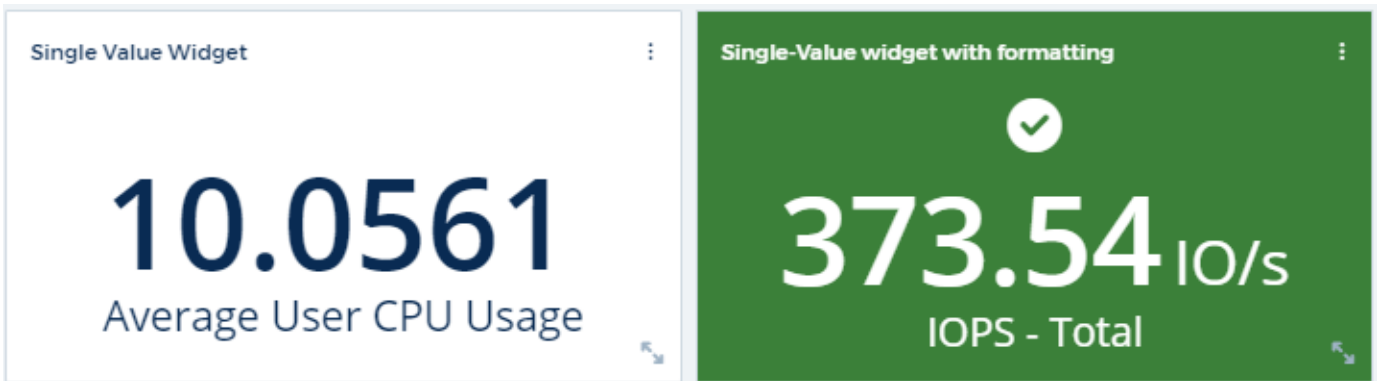 Single Value Widget
10.0561
Average User CPU Usage
Single-Value widget with formatting
373.54 IO/s
IOPS - Total